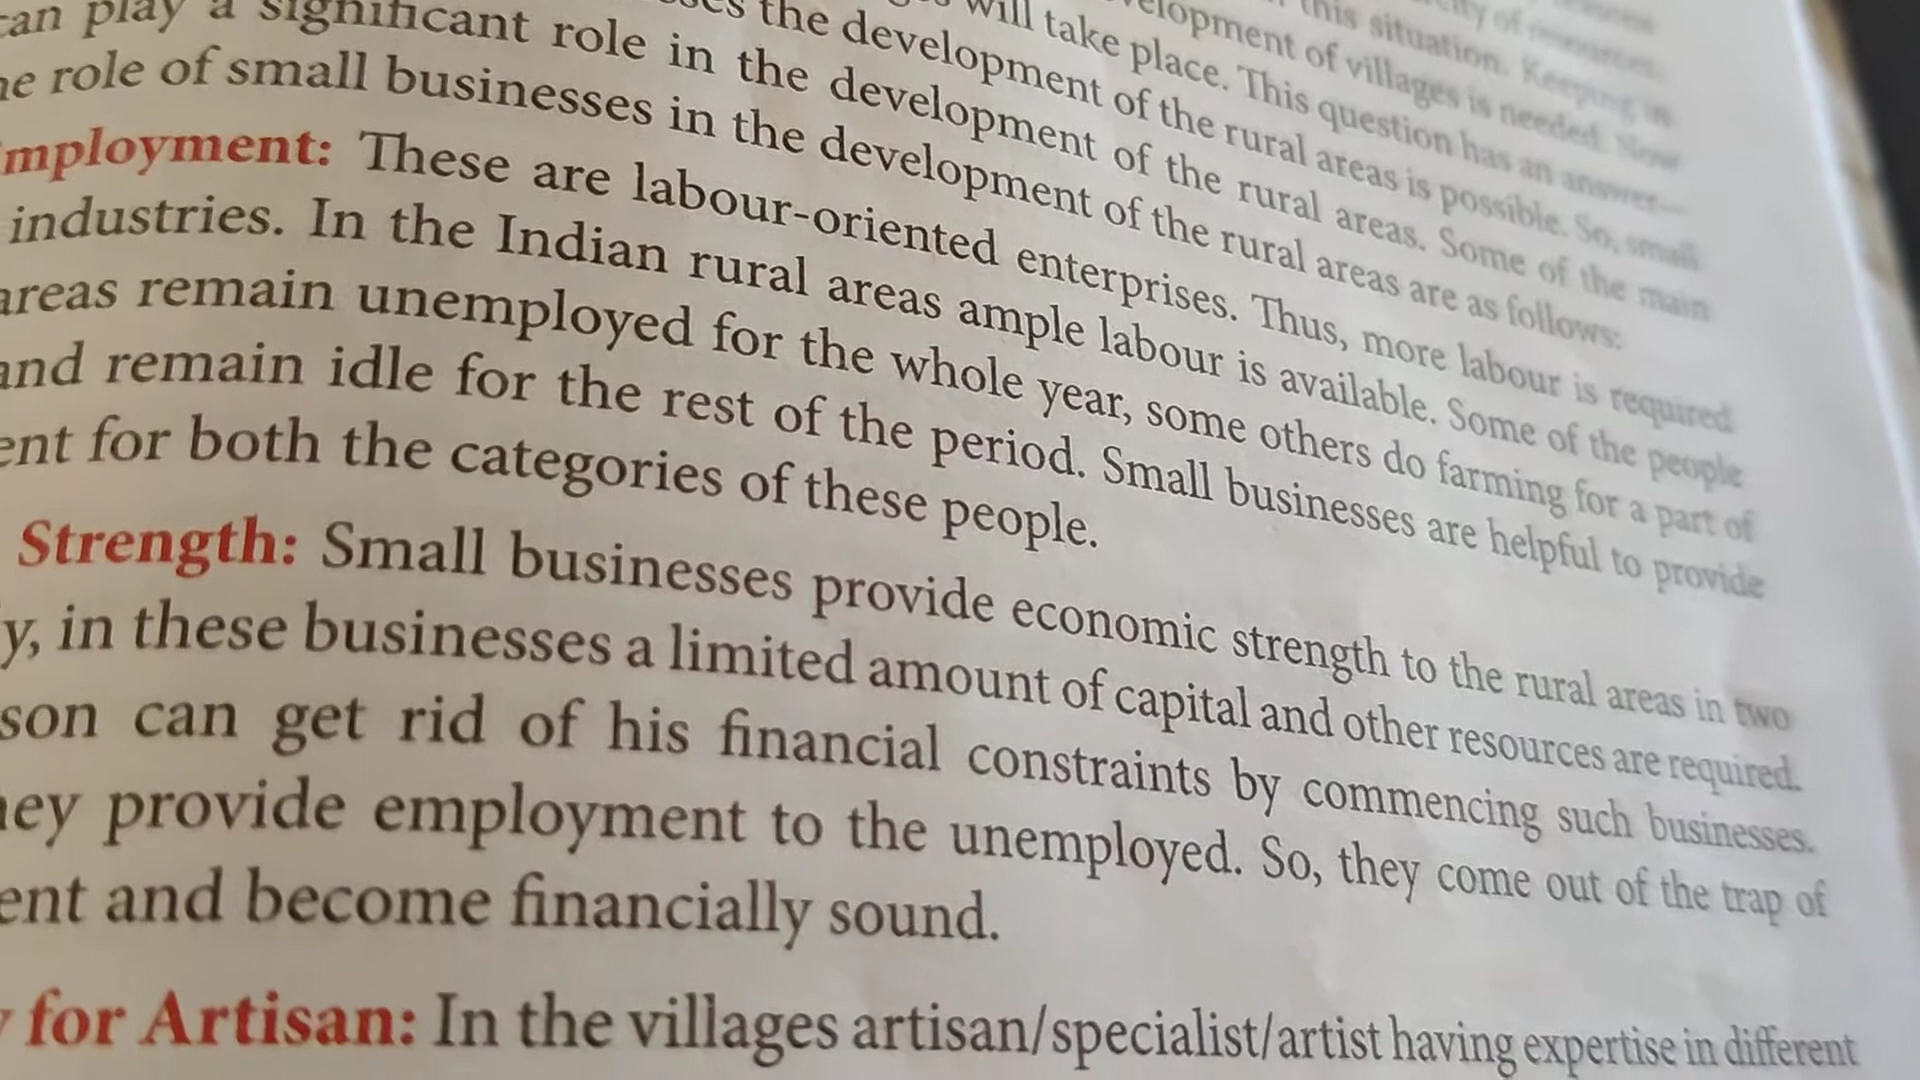 this situation. Keeping in
elopment of villages is needed. Now
will take place. This question has an answer—
the development of the rural areas is possible. So, small
can play a significant role in the development of the rural areas. Some of the main
role of small businesses in the development of the rural areas are as follows:
mployment: These are labour-oriented enterprises. Thus, more labour is required
industries. In the Indian rural areas ample labour is available. Some of the people
areas remain unemployed for the whole year, some others do farming for a part of
and remain idle for the rest of the period. Small businesses are helpful to provide
ent for both the categories of these people.
Strength: Small businesses provide economic strength to the rural areas in two
y, in these businesses a limited amount of capital and other resources are required.
son can get rid of his financial constraints by commencing such businesses.
ey provide employment to the unemployed. So, they come out of the trap of
ent and become financially sound.
for Artisan: In the villages artisan/specialist/artist having expertise in different